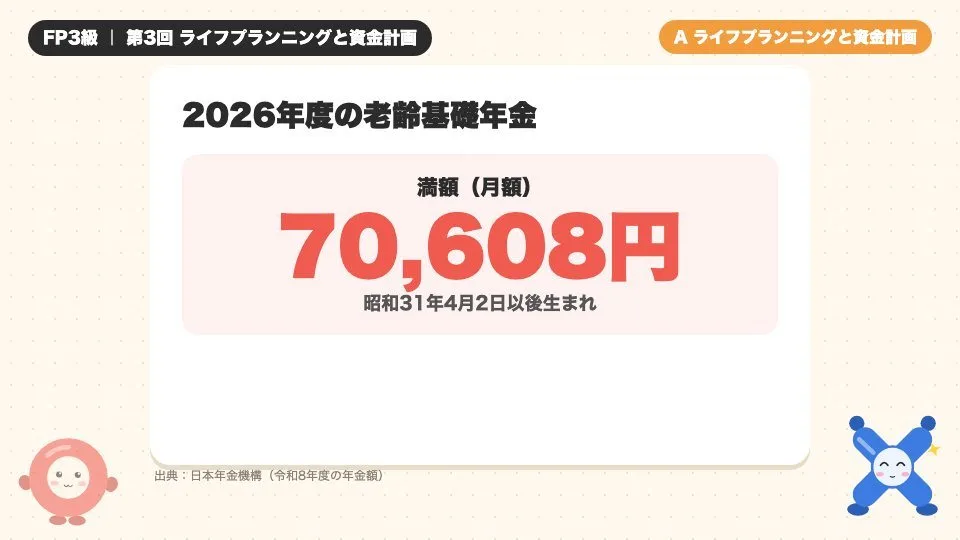 FP3級 | 第3回 ライフプランニングと資金計画
A ライフプランニングと資金計画
2026年度の老齢基礎年金
満額（月額）
70,608円
昭和31年4月2日以後生まれ
出典：日本年金機構（令和8年度の年金額）